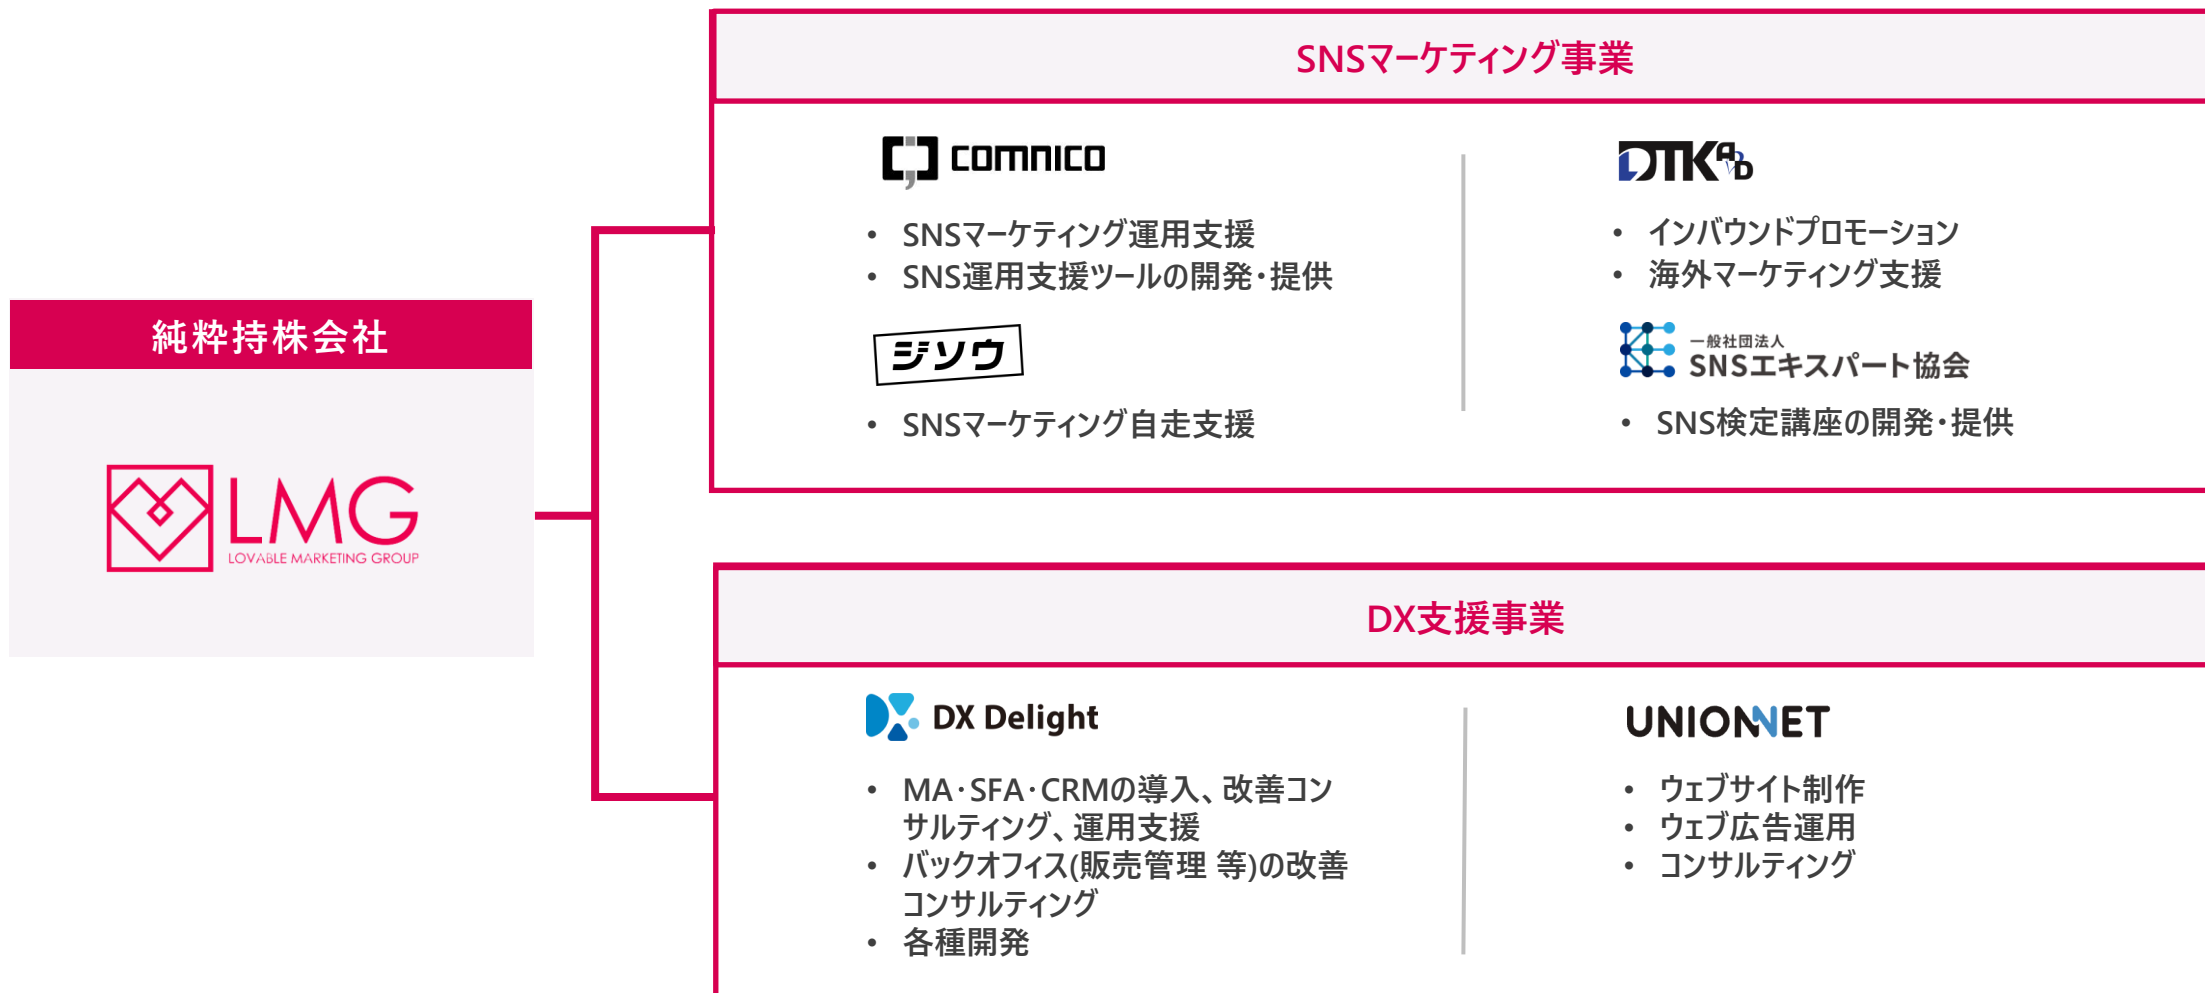 純粋持株会社
LMG
LOVABLE MARKETING GROUP
SNSマーケティング事業
comnico
• SNSマーケティング運用支援
• SNS運用支援ツールの開発・提供
ジソウ
• SNSマーケティング自走支援
DTK AD
• インバウンドプロモーション
• 海外マーケティング支援
一般社団法人
SNSエキスパート協会
• SNS検定講座の開発・提供
DX支援事業
DX Delight
• MA・SFA・CRMの導入、改善コン
サルティング、運用支援
• バックオフィス(販売管理 等)の改善
コンサルティング
• 各種開発
UNIONNET
• ウェブサイト制作
• ウェブ広告運用
• コンサルティング